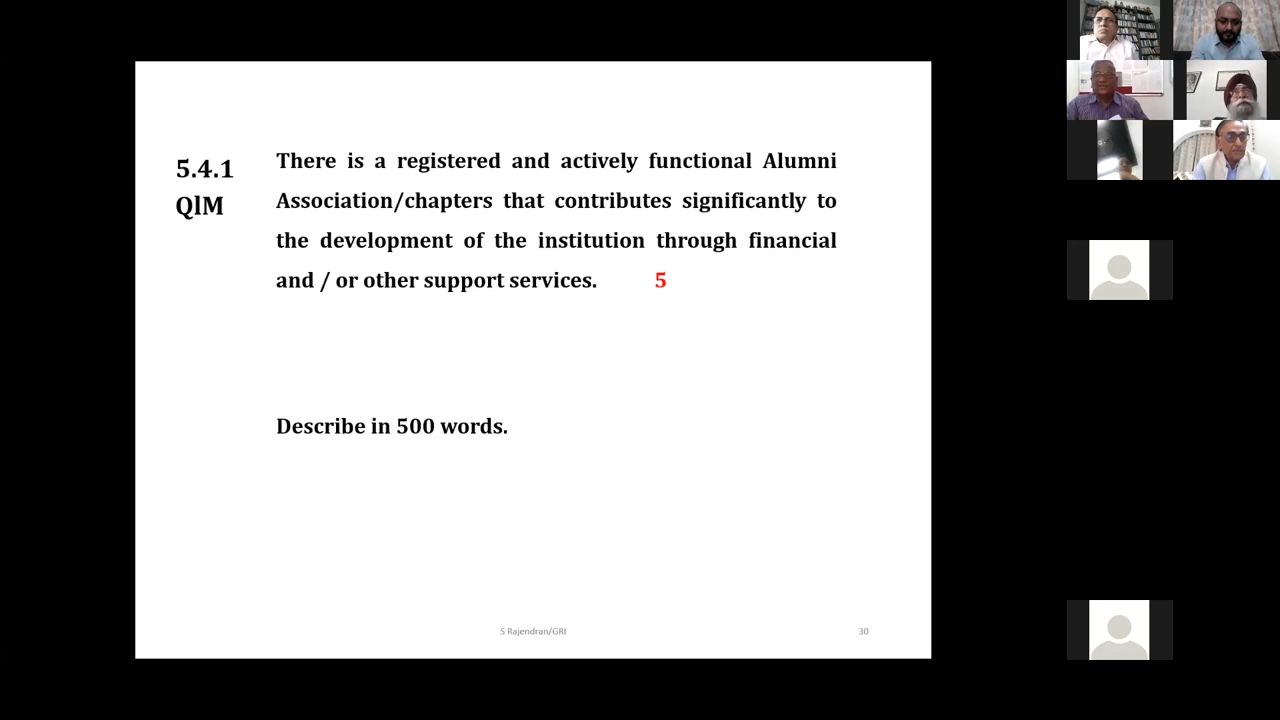 5.4.1
QlM
There is a registered and actively functional Alumni
Association/chapters that contributes significantly to
the development of the institution through financial
and / or other support services. 5
Describe in 500 words.
S Rajendran/GRI
30